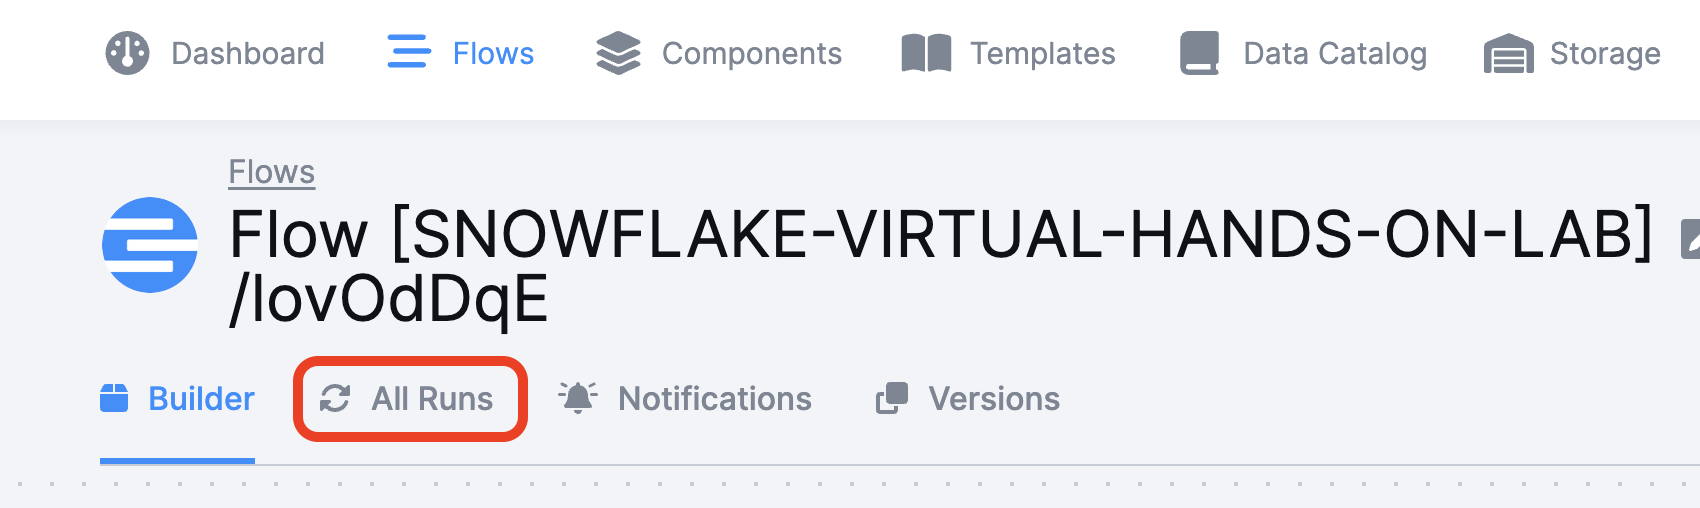 Dashboard Flows Components Templates Data Catalog Storage
Flows
Flow [SNOWFLAKE-VIRTUAL-HANDS-ON-LAB]
/lovOdDqE
Builder All Runs Notifications Versions